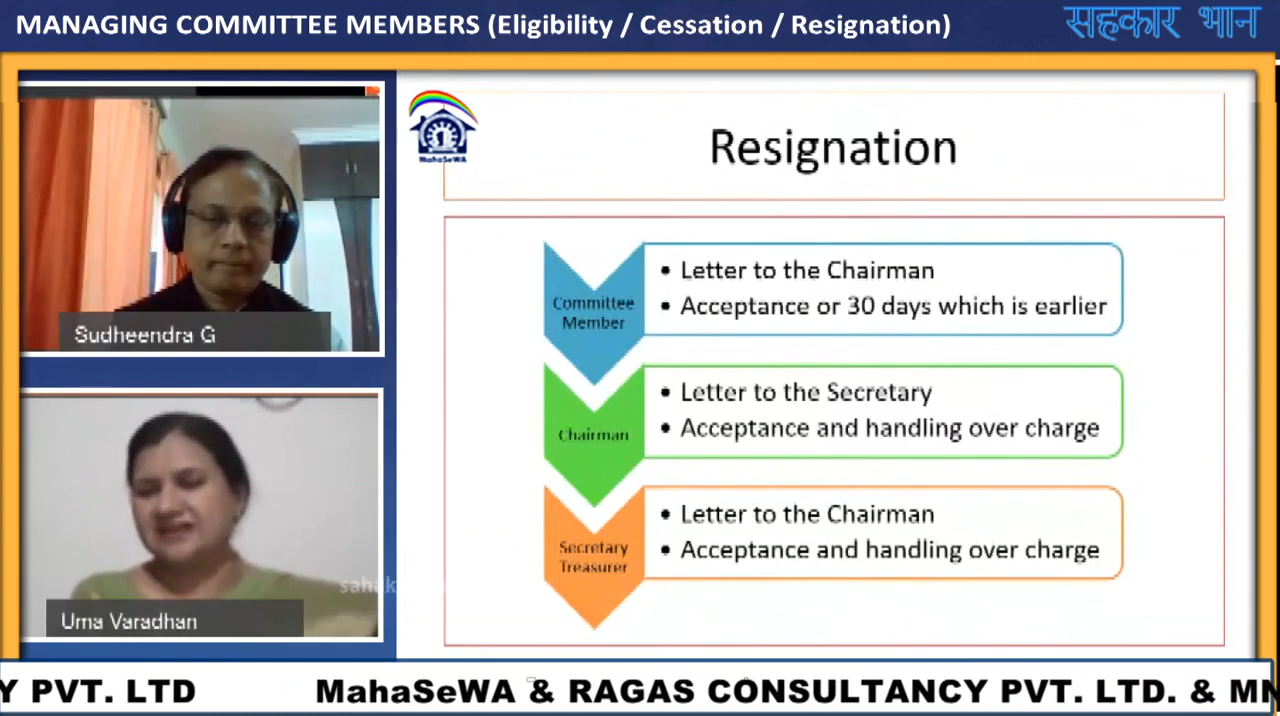 MANAGING COMMITTEE MEMBERS (Eligibility / Cessation / Resignation)
सहकार भान
MahaSeWA
Resignation
Committee
Member
• Letter to the Chairman
• Acceptance or 30 days which is earlier
Chairman
• Letter to the Secretary
• Acceptance and handling over charge
Secretary
Treasurer
• Letter to the Chairman
• Acceptance and handling over charge
Sudheendra G
Uma Varadhan
sahak
Y PVT. LTD MahaSeWA & RAGAS CONSULTANCY PVT. LTD. & MN